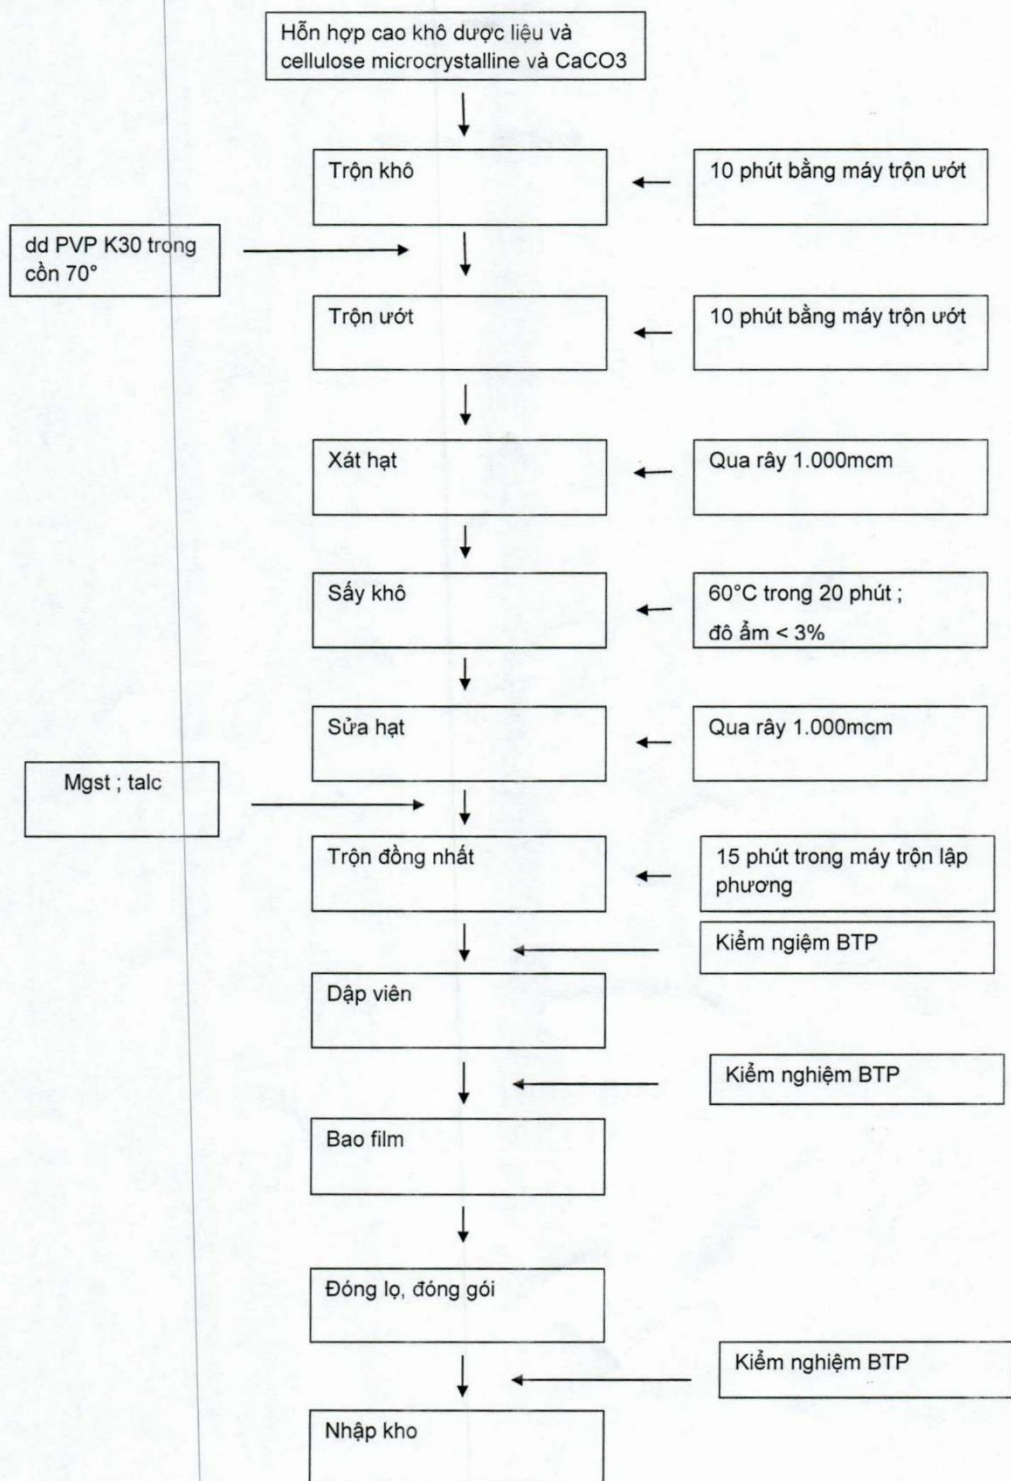 Hỗn hợp cao khô dược liệu và
cellulose microcrystalline và CaCO3
Trộn khô
10 phút bằng máy trộn ướt
dd PVP K30 trong
cồn 70°
Trộn ướt
10 phút bằng máy trộn ướt
Xát hạt
Qua rây 1.000mcm
Sấy khô
60°C trong 20 phút ;
đô ẩm < 3%
Sửa hạt
Qua rây 1.000mcm
Mgst ; talc
Trộn đồng nhất
15 phút trong máy trộn lập
phương
Kiểm ngiệm BTP
Dập viên
Kiểm nghiệm BTP
Bao film
Đóng lọ, đóng gói
Kiểm nghiệm BTP
Nhập kho